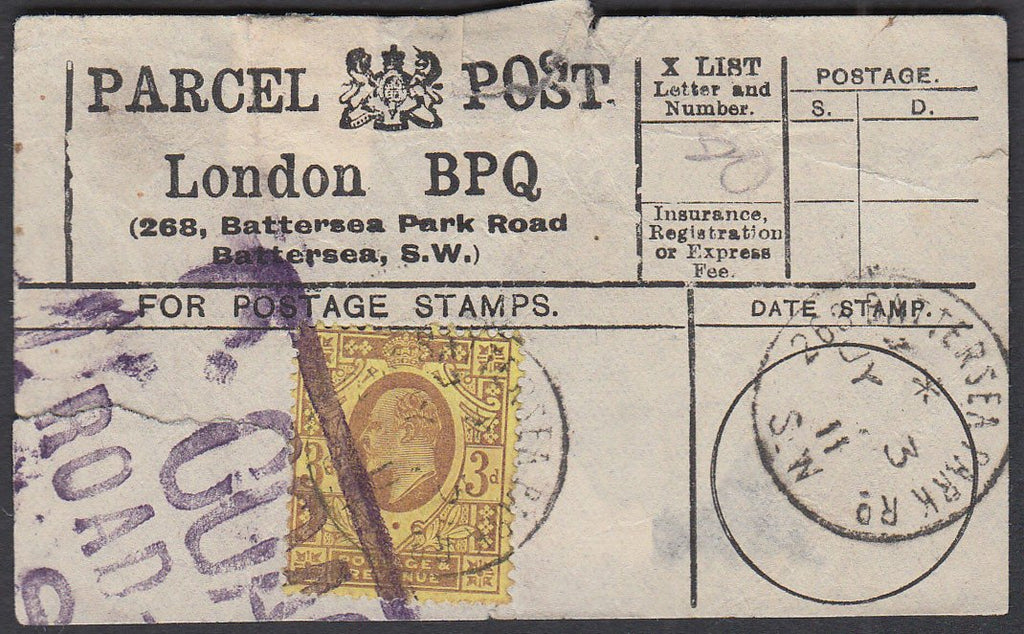 PARCEL POST.
London BPQ
(268, Battersea Park Road
Battersea, S.W.)
X LIST
Letter and
Number.
Insurance,
Registration
or Express
Fee.
POSTAGE.
S. D.
FOR POSTAGE STAMPS.
DATE STAMP.
268 BATTERSEA PARK RD
S.W.
JY 3
11
3d
POSTAGE &
REVENUE
ROAD